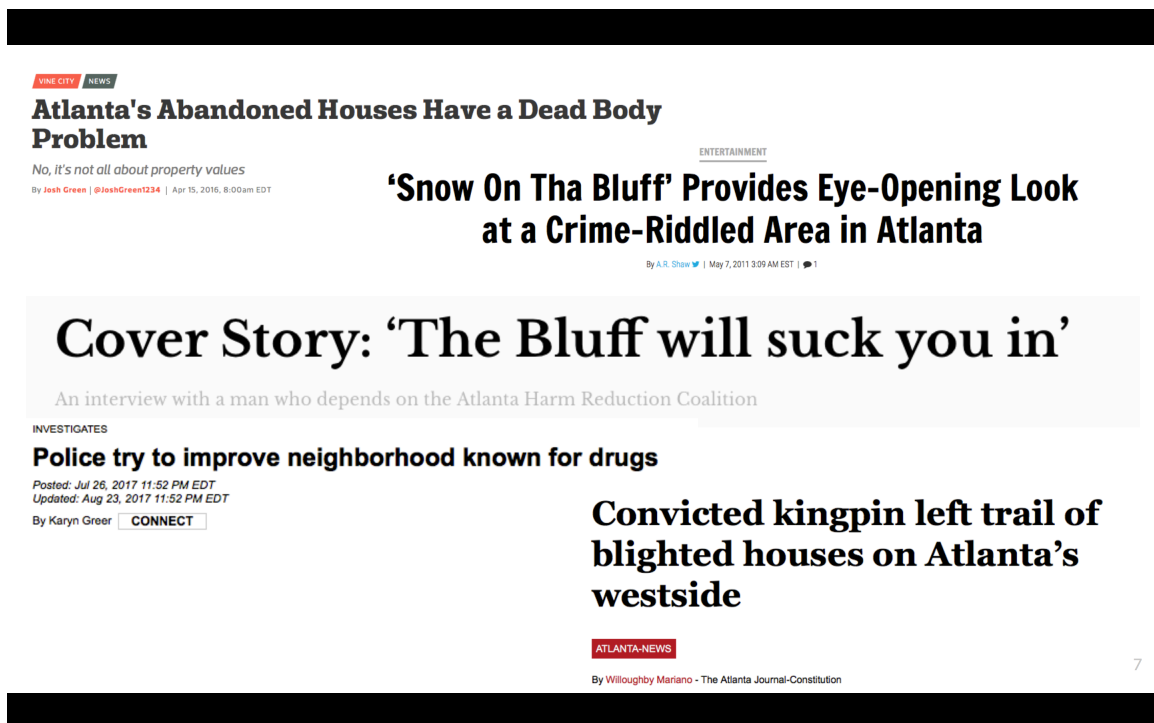 VINE CITY NEWS
Atlanta's Abandoned Houses Have a Dead Body
Problem
No, it's not all about property values
By Josh Green | @JoshGreen1234 | Apr 15, 2016, 8:00am EDT
ENTERTAINMENT
‘Snow On Tha Bluff’ Provides Eye-Opening Look
at a Crime-Riddled Area in Atlanta
By A.R. Shaw | May 7, 2011 3:09 AM EST | 1
Cover Story: ‘The Bluff will suck you in’
An interview with a man who depends on the Atlanta Harm Reduction Coalition
INVESTIGATES
Police try to improve neighborhood known for drugs
Posted: Jul 26, 2017 11:52 PM EDT
Updated: Aug 23, 2017 11:52 PM EDT
By Karyn Greer CONNECT
Convicted kingpin left trail of
blighted houses on Atlanta’s
westside
ATLANTA-NEWS
By Willoughby Mariano - The Atlanta Journal-Constitution
7